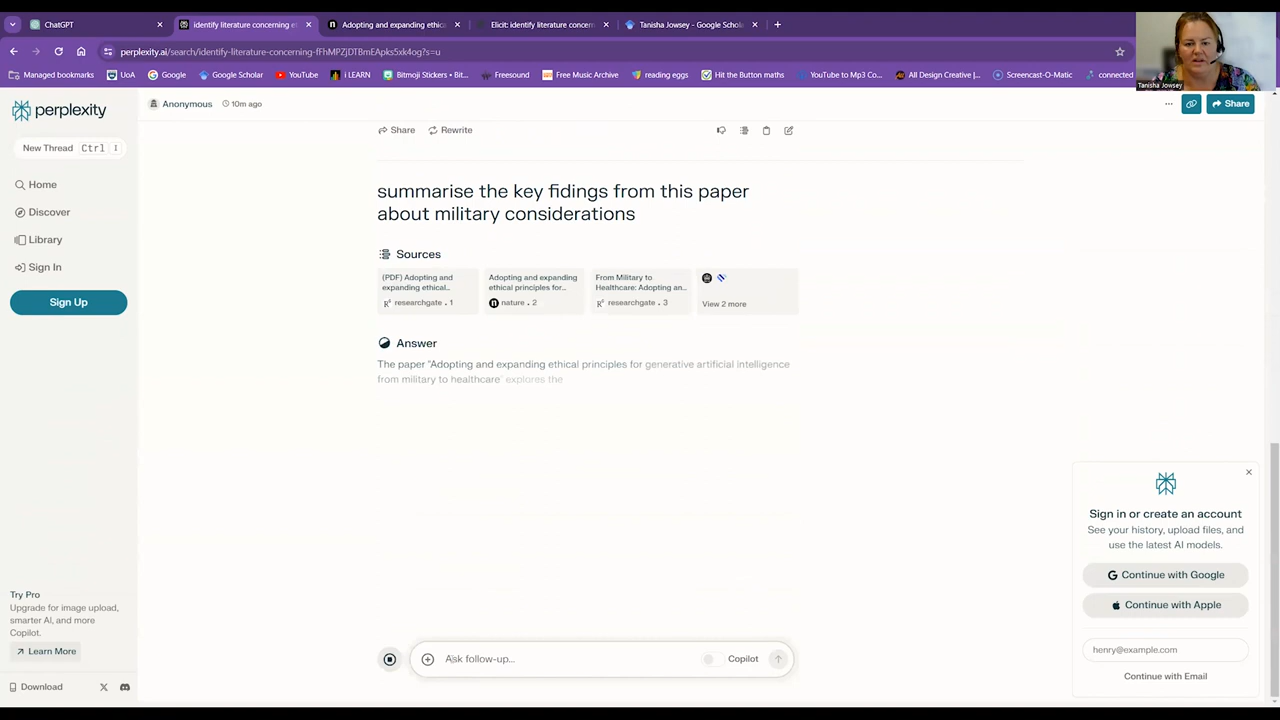 ChatGPT
identify literature concerning et
Adopting and expanding ethica
Elicit: identify literature concern
Tanisha Jowsey - Google Schola
perplexity.ai/search/identify-literature-concerning-fFhMPZjDTBmEApks5xk4og?s=u
Managed bookmarks
UoA
Google
Google Scholar
YouTube
i LEARN
Bitmoji Stickers • Bit...
Freesound
Free Music Archive
reading eggs
Hit the Button maths
YouTube to Mp3 Co...
All Design Creative |...
Screencast-O-Matic
connected
Tanisha Jowsey
perplexity
Anonymous
10m ago
Share
New Thread
Ctrl
I
Home
Discover
Library
Sign In
Sign Up
Share
Rewrite
summarise the key fidings from this paper
about military considerations
Sources
(PDF) Adopting and
expanding ethical...
researchgate • 1
Adopting and expanding
ethical principles for...
nature • 2
From Military to
Healthcare: Adopting an...
researchgate • 3
View 2 more
Answer
The paper "Adopting and expanding ethical principles for generative artificial intelligence
from military to healthcare" explores the
Sign in or create an account
See your history, upload files, and
use the latest AI models.
Continue with Google
Continue with Apple
henry@example.com
Continue with Email
Try Pro
Upgrade for image upload,
smarter AI, and more
Copilot.
Learn More
Download
Ask follow-up...
Copilot